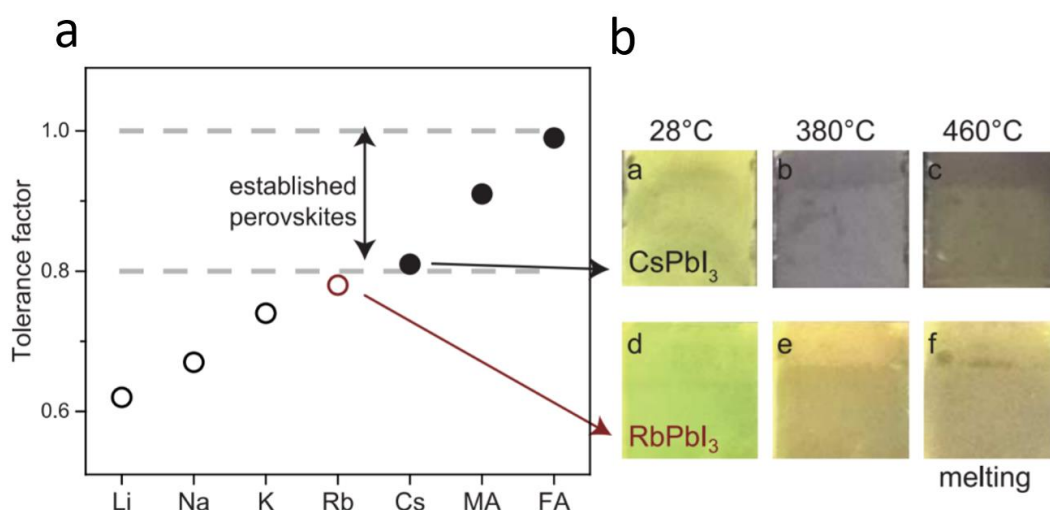 a
b
Tolerance factor
1.0
0.8
0.6
established
perovskites
Li Na K Rb Cs MA FA
28°C 380°C 460°C
a b c
CsPbI₃
d e f
RbPbI₃
melting